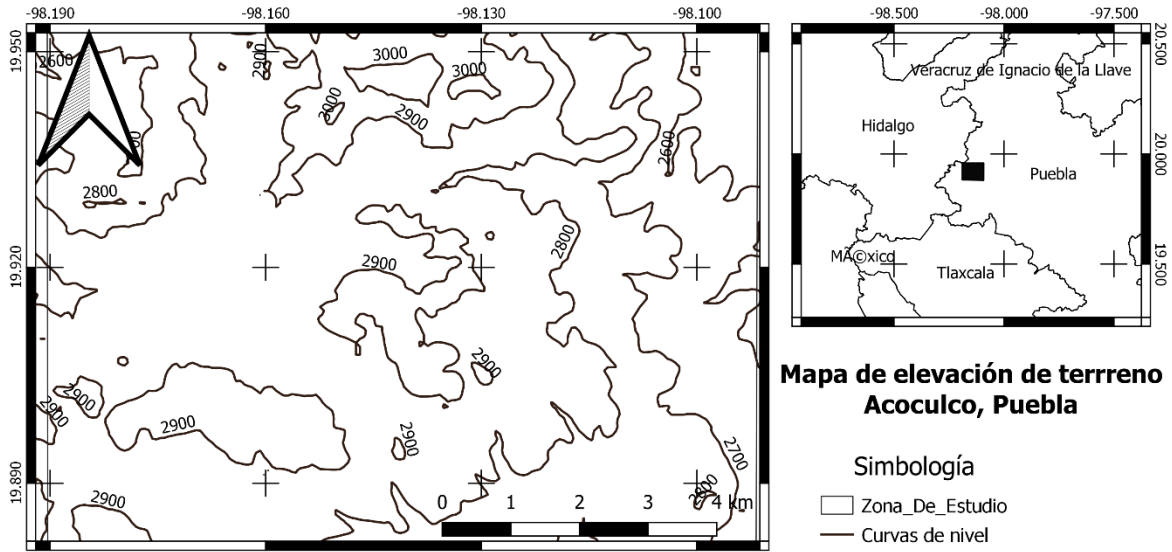 -98.190 -98.160 -98.130 -98.100
19.950
19.920
19.890
2600
2900
3000
3000
3000
2900
2600
2800
2800
2900
2900
2900
2900
2900
2900
2900
2700
2800
2900
0 1 2 3 4 km
-98.500 -98.000 -97.500
20.500
20.000
19.500
Veracruz de Ignacio de la Llave
Hidalgo
Puebla
MÃ©xico
Tlaxcala
Mapa de elevación de terrreno
Acoculco, Puebla
Simbología
Zona_De_Estudio
Curvas de nivel